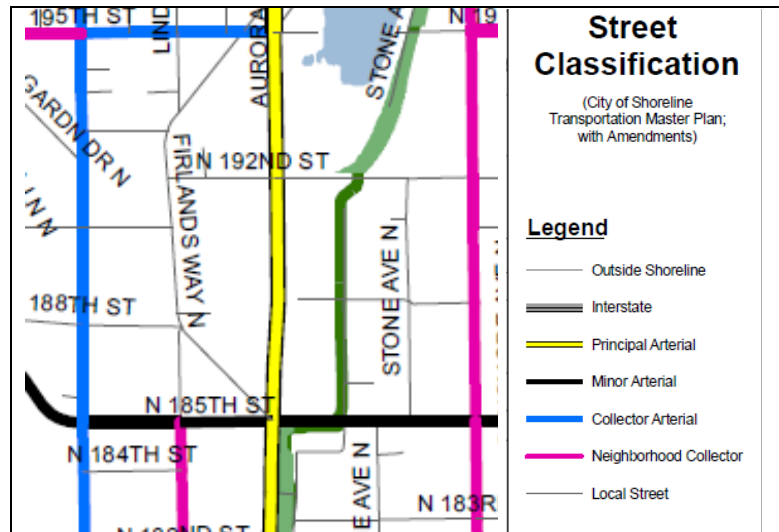 195TH ST
LIND
AURORA
STONE A
N 19
GARDN DR N
FIRLANDS WAY N
N 192ND ST
N N
188TH ST
STONE AVE N
N 185TH ST
N 184TH ST
E AVE N
N 183R
Street
Classification
(City of Shoreline
Transportation Master Plan;
with Amendments)
Legend
Outside Shoreline
Interstate
Principal Arterial
Minor Arterial
Collector Arterial
Neighborhood Collector
Local Street